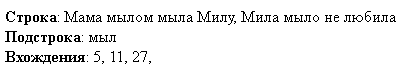 Строка: Мама мылом мыла Милу, Мила мыло не любила
Подстрока: мыл
Вхождения: 5, 11, 27,